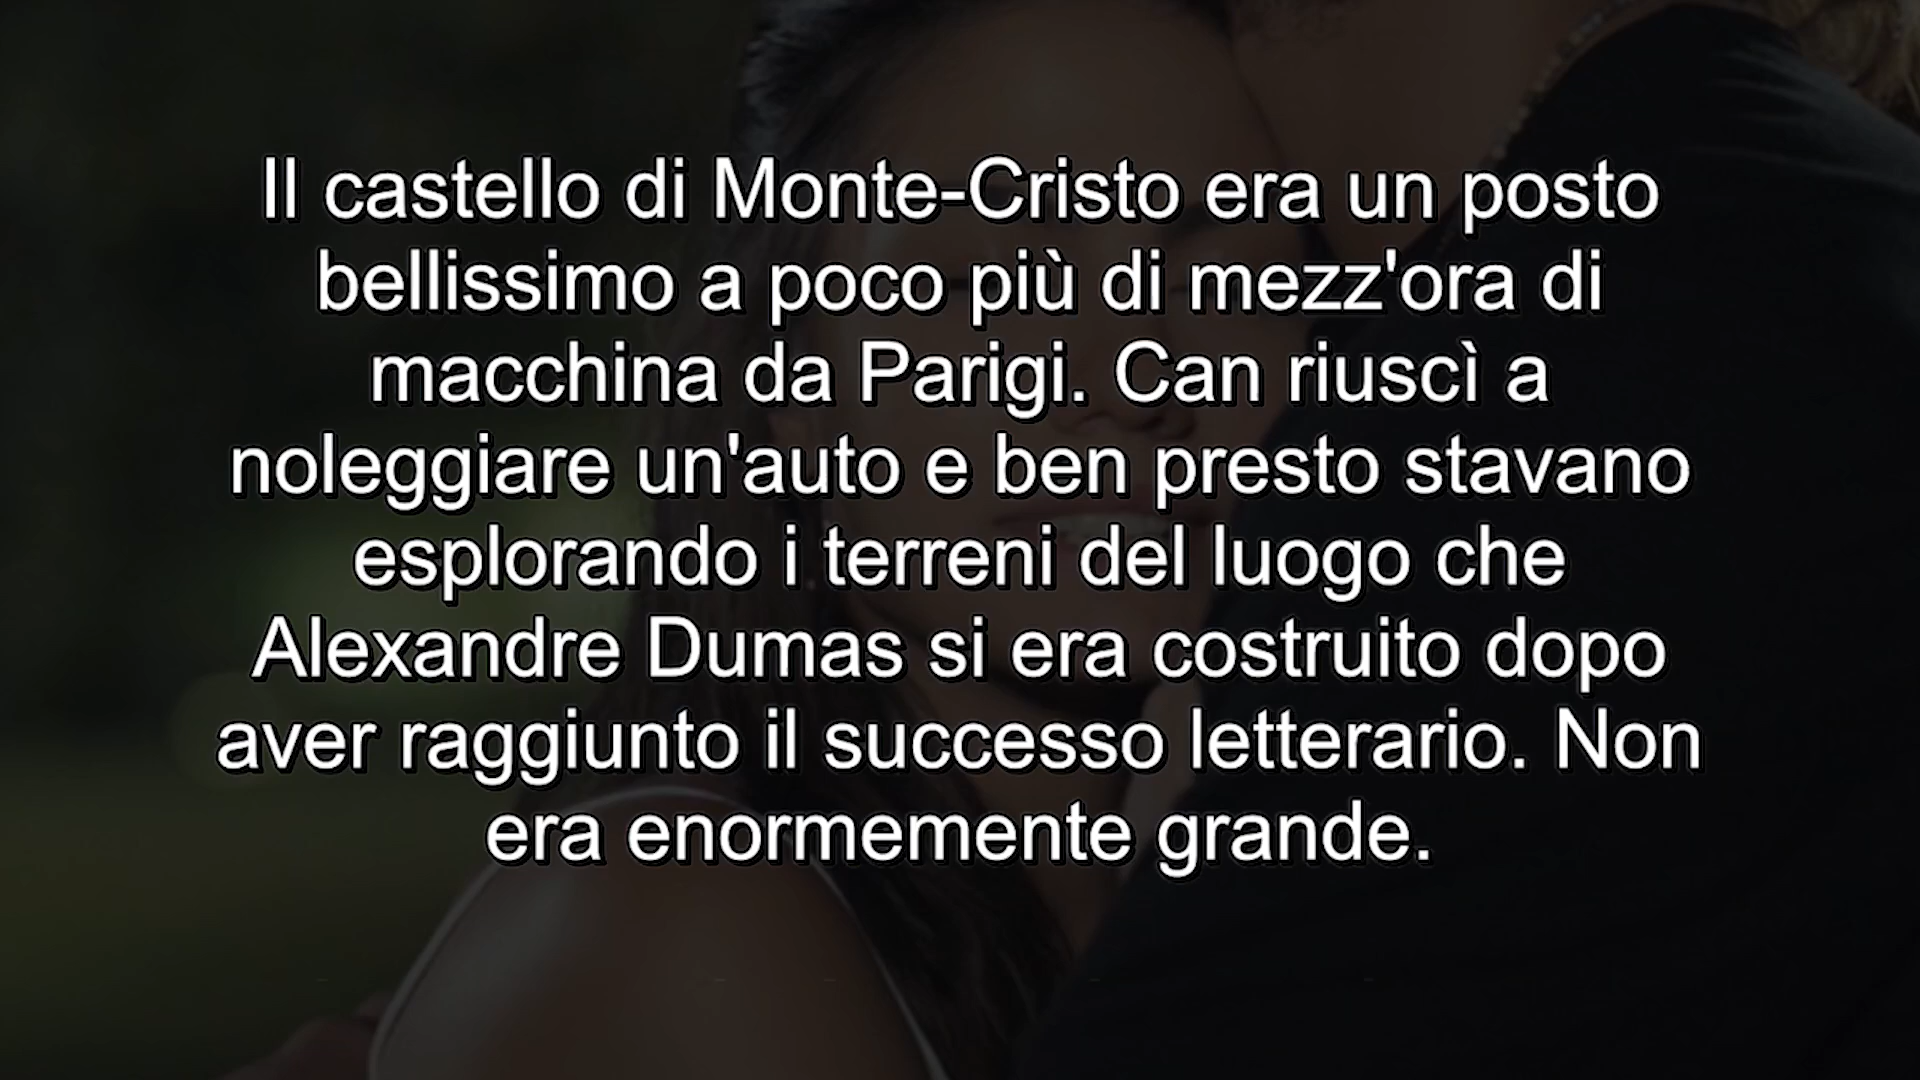 Il castello di Monte-Cristo era un posto
bellissimo a poco più di mezz'ora di
macchina da Parigi. Can riuscì a
noleggiare un'auto e ben presto stavano
esplorando i terreni del luogo che
Alexandre Dumas si era costruito dopo
aver raggiunto il successo letterario. Non
era enormemente grande.